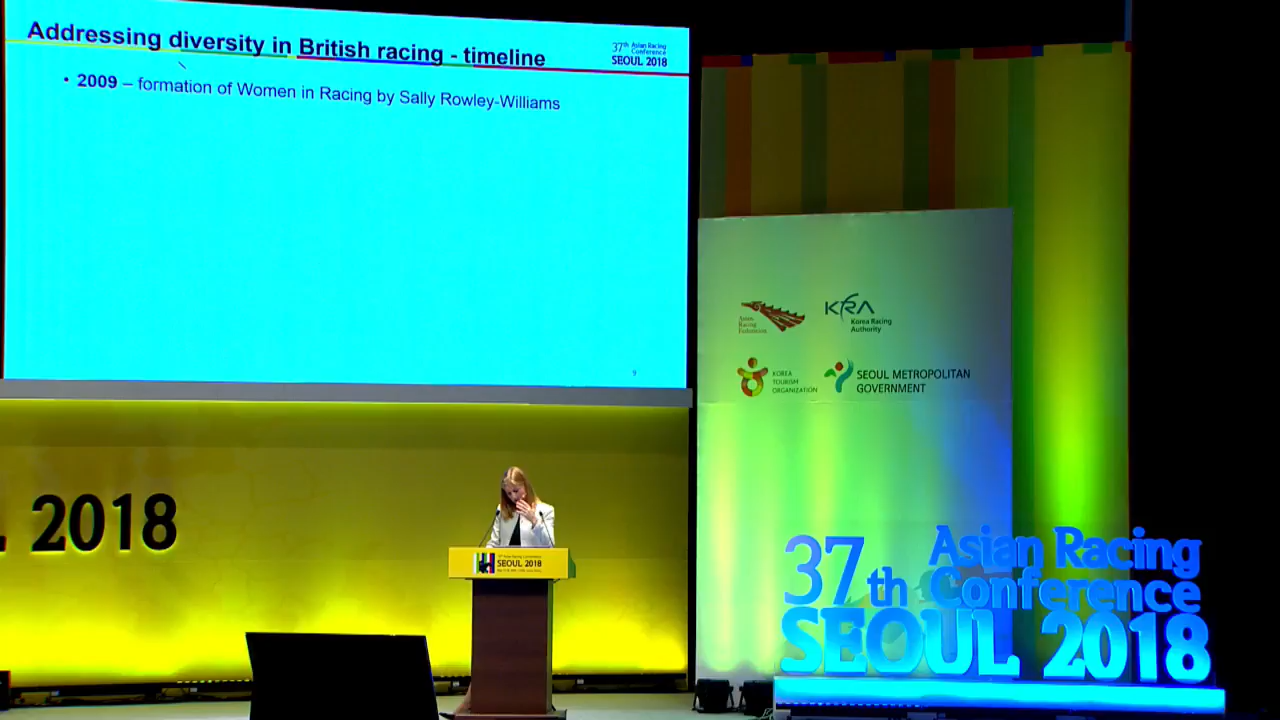 Addressing diversity in British racing - timeline
37th Asian Racing
Conference
SEOUL 2018
• 2009 – formation of Women in Racing by Sally Rowley-Williams
9
Asian
Racing
Federation
KRA
Korea Racing
Authority
KOREA
TOURISM
ORGANIZATION
SEOUL METROPOLITAN
GOVERNMENT
2018
SEOUL 2018
37th Asian Racing
Conference
SEOUL 2018